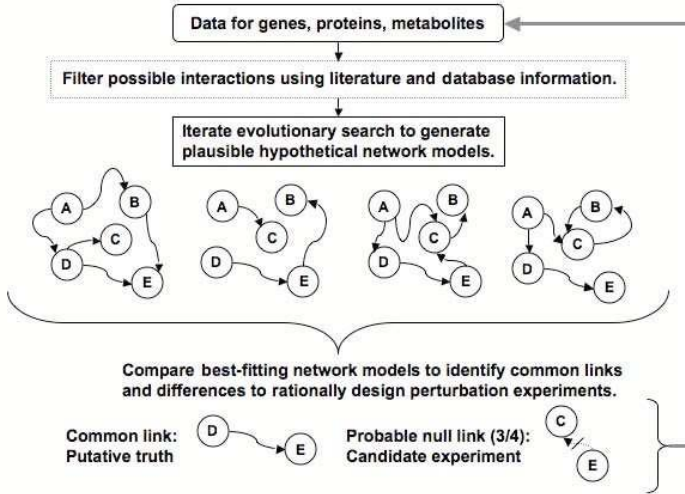 Data for genes, proteins, metabolites
Filter possible interactions using literature and database information.
Iterate evolutionary search to generate
plausible hypothetical network models.
A
B
C
D
E
A
B
C
D
E
A
B
C
D
E
A
B
C
D
E
Compare best-fitting network models to identify common links
and differences to rationally design perturbation experiments.
Common link:
Putative truth
D
E
Probable null link (3/4):
Candidate experiment
C
E